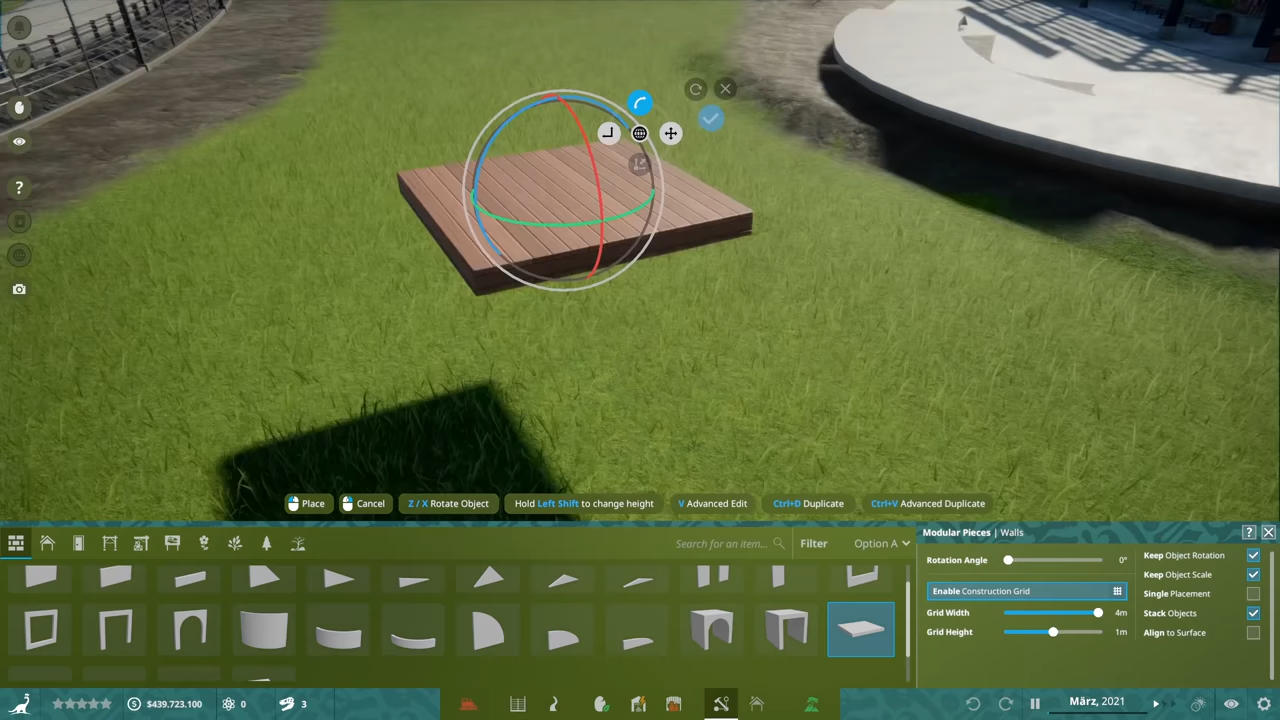 ?
Place
Cancel
Z / X Rotate Object
Hold Left Shift to change height
V Advanced Edit
Ctrl+D Duplicate
Ctrl+V Advanced Duplicate
Search for an item...
Filter
Option A
Modular Pieces | Walls
?
Rotation Angle
0°
Keep Object Rotation
Keep Object Scale
Enable Construction Grid
Single Placement
Grid Width
4m
Stack Objects
Grid Height
1m
Align to Surface
$439.723.100
0
3
März, 2021